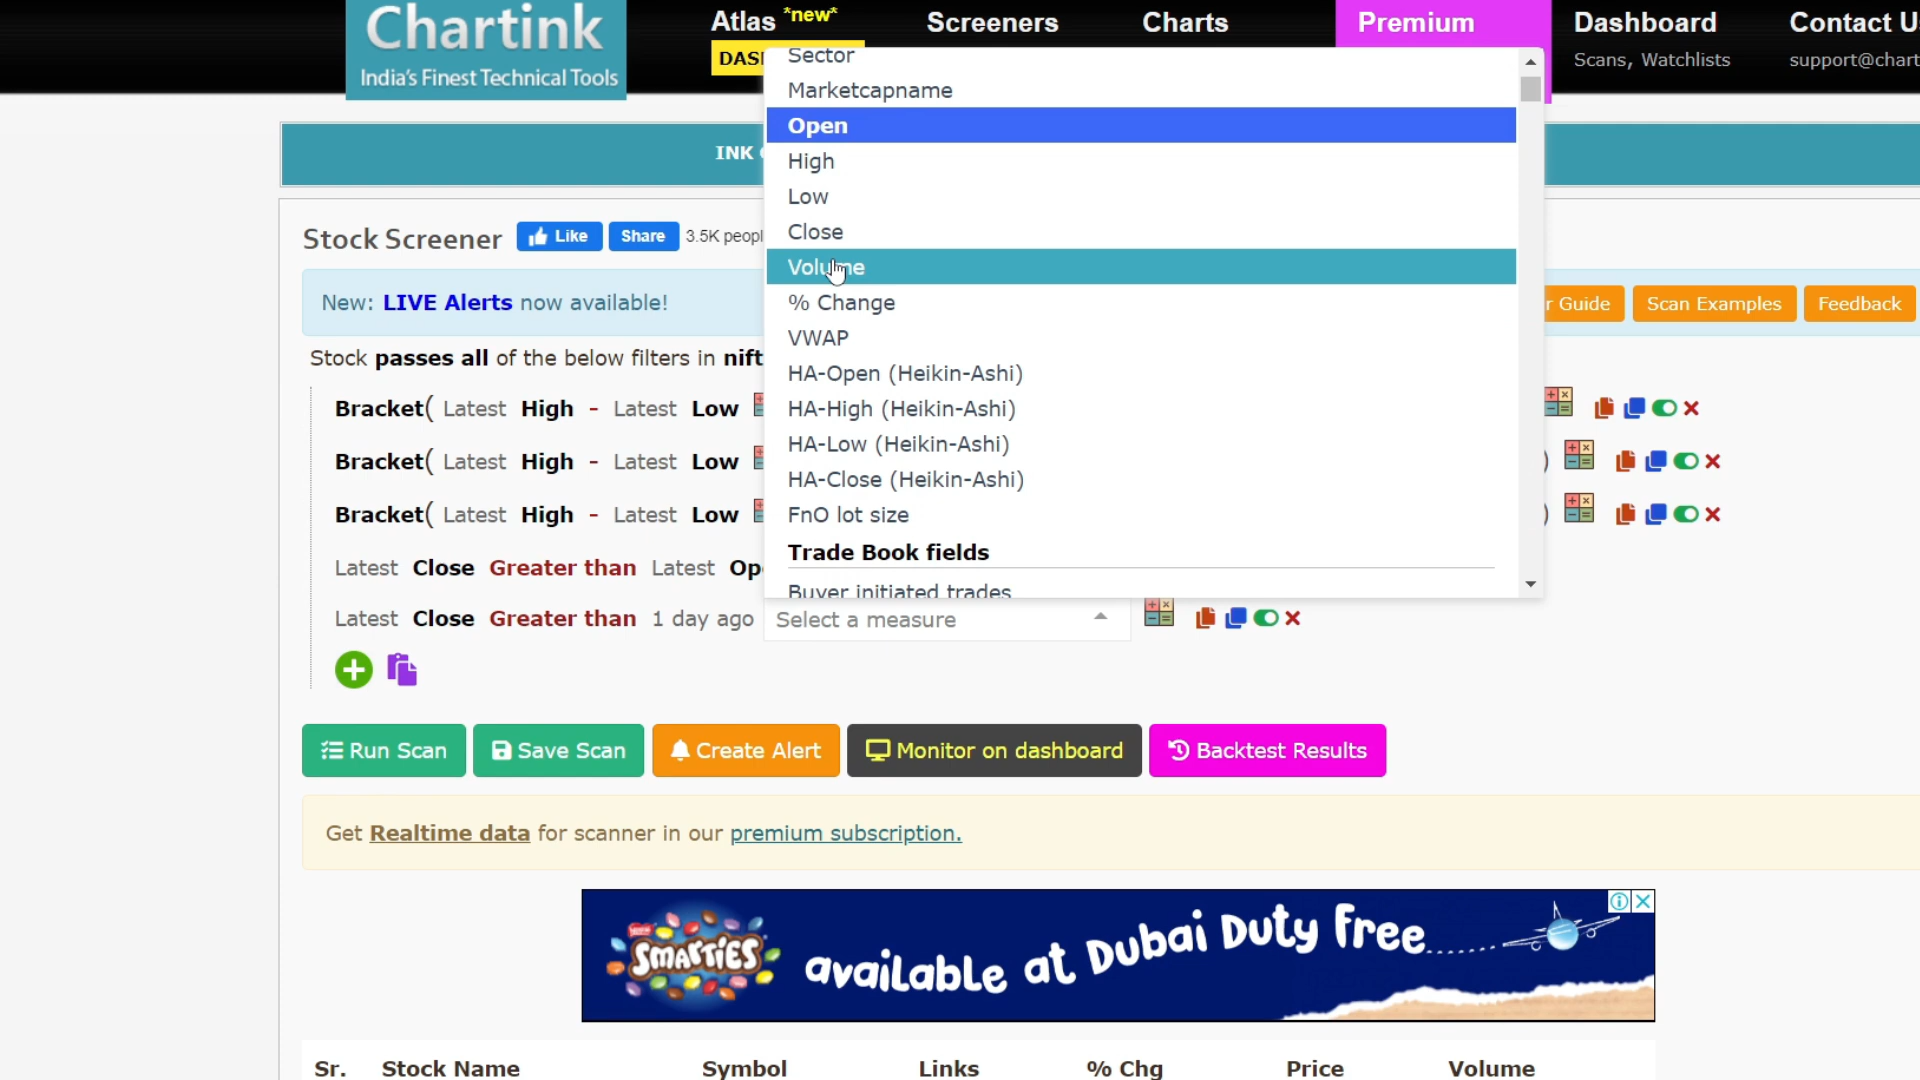 Chartink
India's Finest Technical Tools
Atlas *new*
Screeners
Charts
Premium
Dashboard
Scans, Watchlists
Contact
support@chart
INK
Sector
Marketcapname
Open
High
Low
Close
Volume
% Change
VWAP
HA-Open (Heikin-Ashi)
HA-High (Heikin-Ashi)
HA-Low (Heikin-Ashi)
HA-Close (Heikin-Ashi)
FnO lot size
Trade Book fields
Buyer initiated trades
Select a measure
Stock Screener Like Share 3.5K
New: LIVE Alerts now available!
Guide Scan Examples Feedback
Stock passes all of the below filters in
Bracket( Latest High - Latest Low
Bracket( Latest High - Latest Low )
Bracket( Latest High - Latest Low )
Latest Close Greater than Latest
Latest Close Greater than 1 day ago
Run Scan Save Scan Create Alert Monitor on dashboard Backtest Results
Get Realtime data for scanner in our premium subscription.
Nestle SMARTIES available at Dubai Duty Free......
Sr. Stock Name Symbol Links % Chg Price Volume